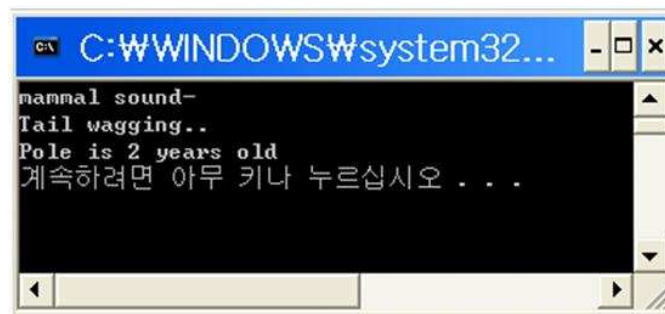 C:₩WINDOWS₩system32...
mammal sound-
Tail wagging..
Pole is 2 years old
계속하려면 아무 키나 누르십시오 . . .